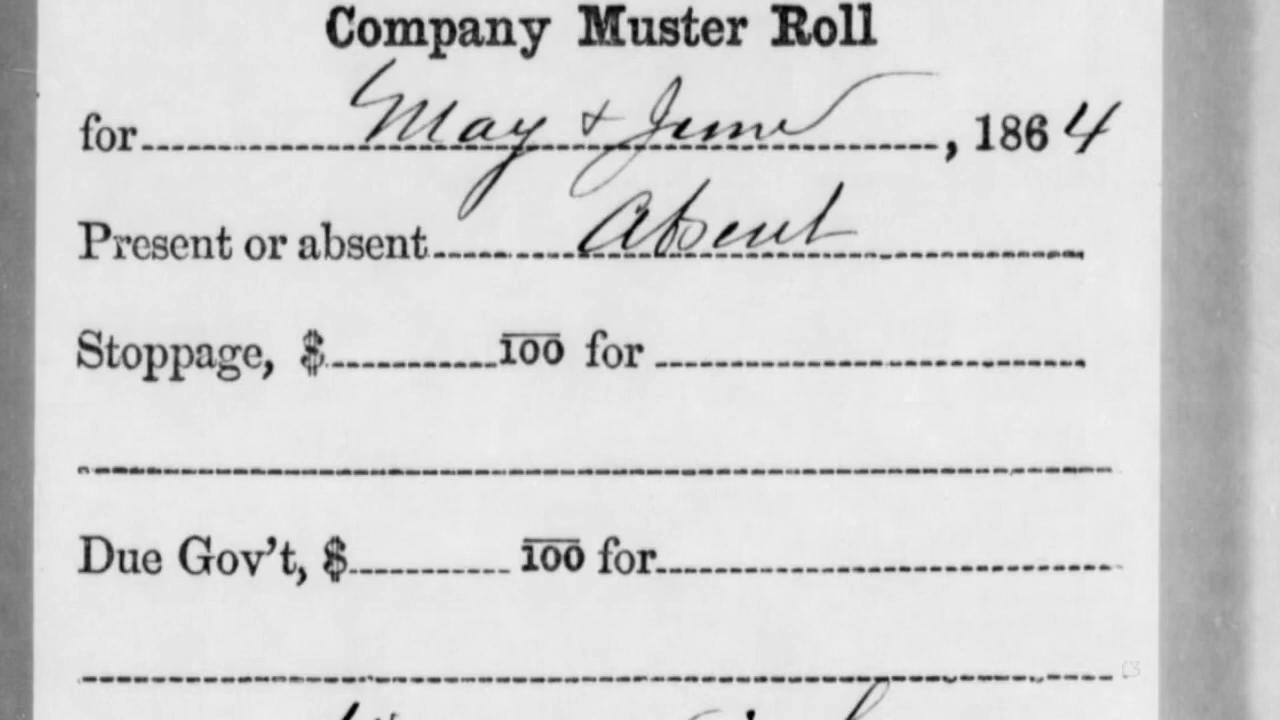 Company Muster Roll
for May & June, 1864
Present or absent Absent
Stoppage, $ 100 for
Due Gov't, $ 100 for